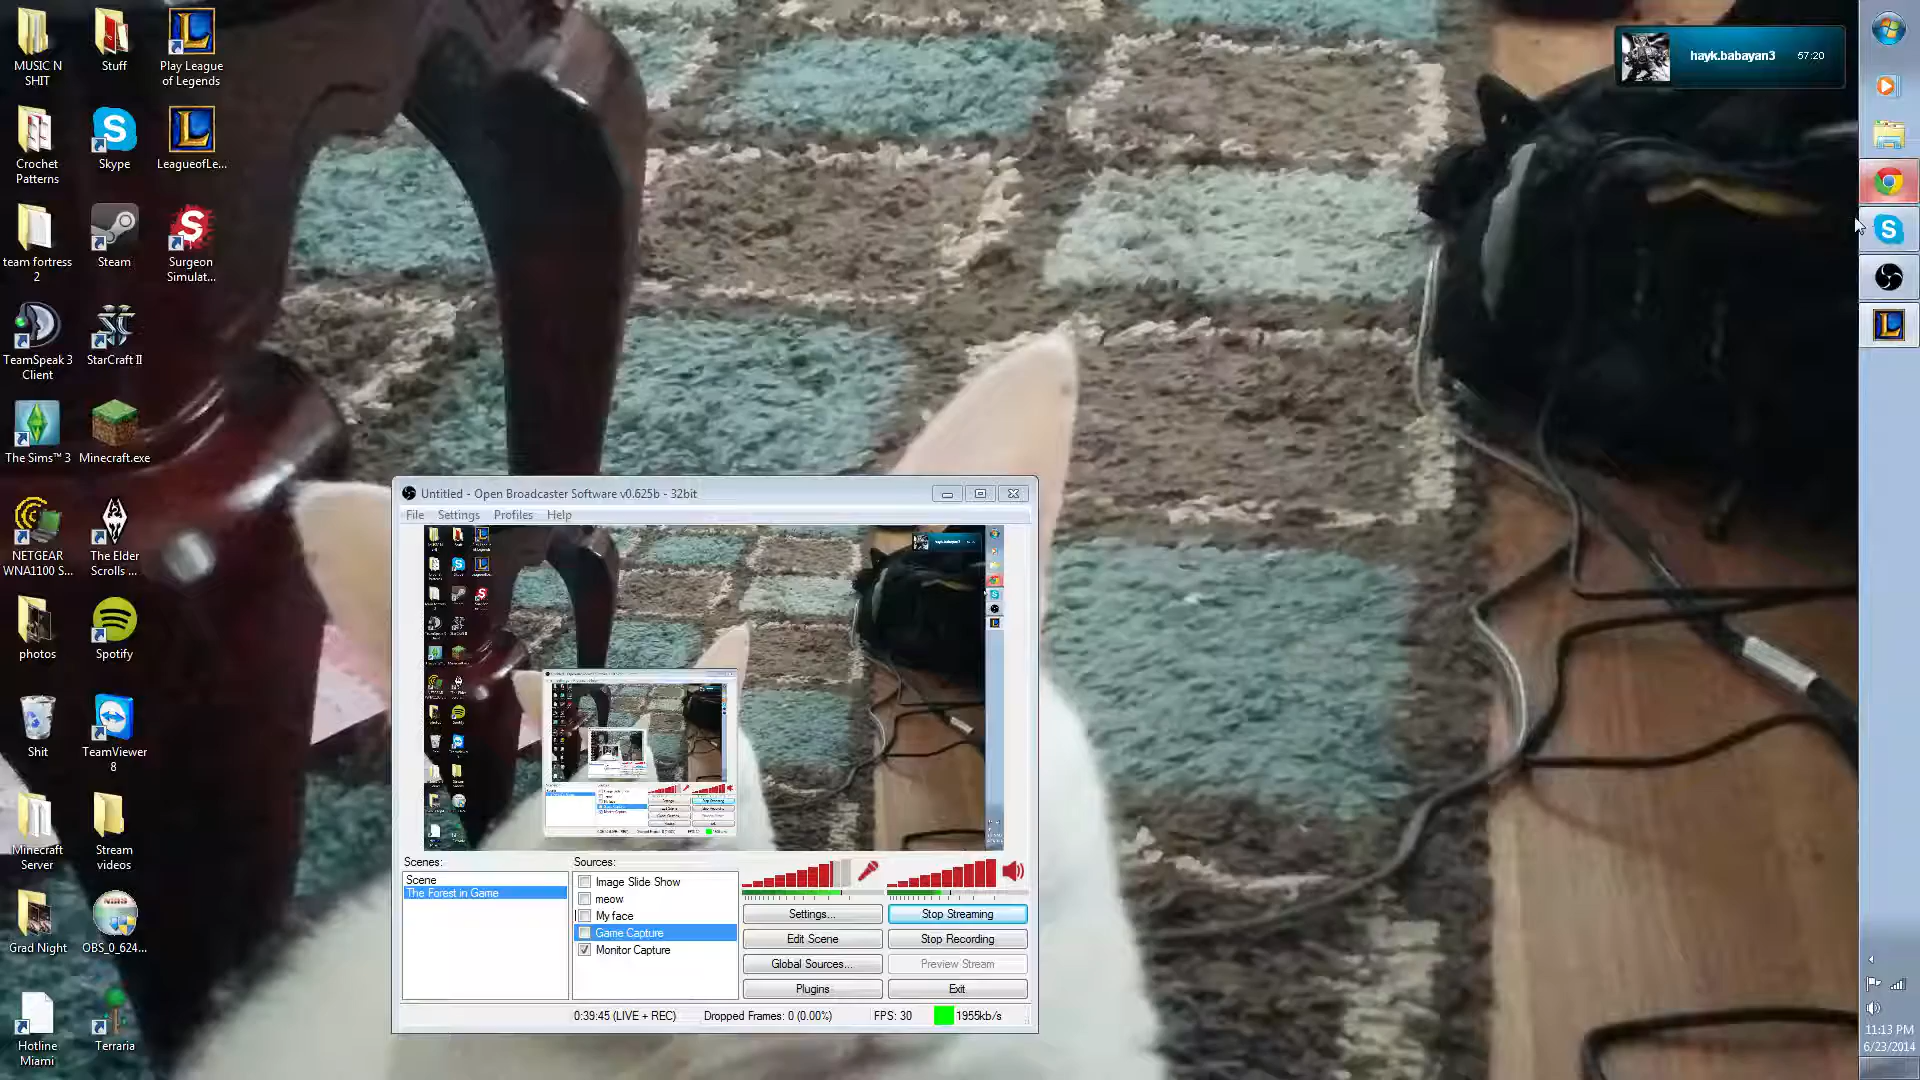 MUSIC N
SHIT
Stuff
Play League
of Legends
hayk.babayan3 57:20
Crochet
Patterns
Skype
LeagueofLe...
team fortress
2
Steam
Surgeon
Simulat...
TeamSpeak 3
Client
StarCraft II
The Sims™ 3
Minecraft.exe
NETGEAR
WNA1100 S...
The Elder
Scrolls ...
photos
Spotify
Shit
TeamViewer
8
Minecraft
Server
Stream
videos
Grad Night
OBS_0_624...
Hotline
Miami
Terraria
Untitled - Open Broadcaster Software v0.625b - 32bit
File Settings Profiles Help
Scenes:
Scene
The Forest in Game
Sources:
Image Slide Show
meow
My face
Game Capture
Monitor Capture
Settings...
Stop Streaming
Edit Scene
Stop Recording
Global Sources...
Preview Stream
Plugins
Exit
0:39:45 (LIVE + REC)
Dropped Frames: 0 (0.00%)
FPS: 30
1955kb/s
11:13 PM
6/23/2014